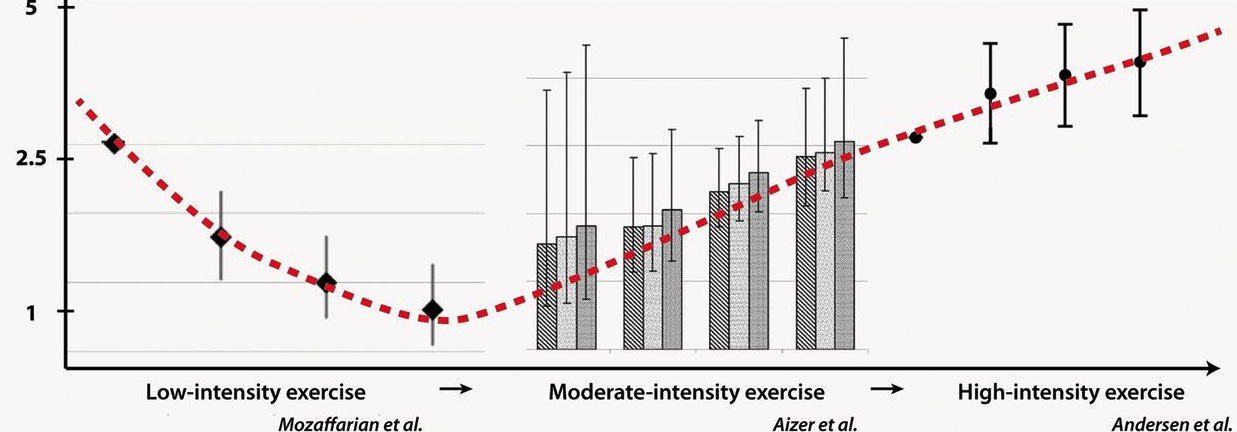 5
2.5
1
Low-intensity exercise → Moderate-intensity exercise → High-intensity exercise
Mozaffarian et al. Aizer et al. Andersen et al.